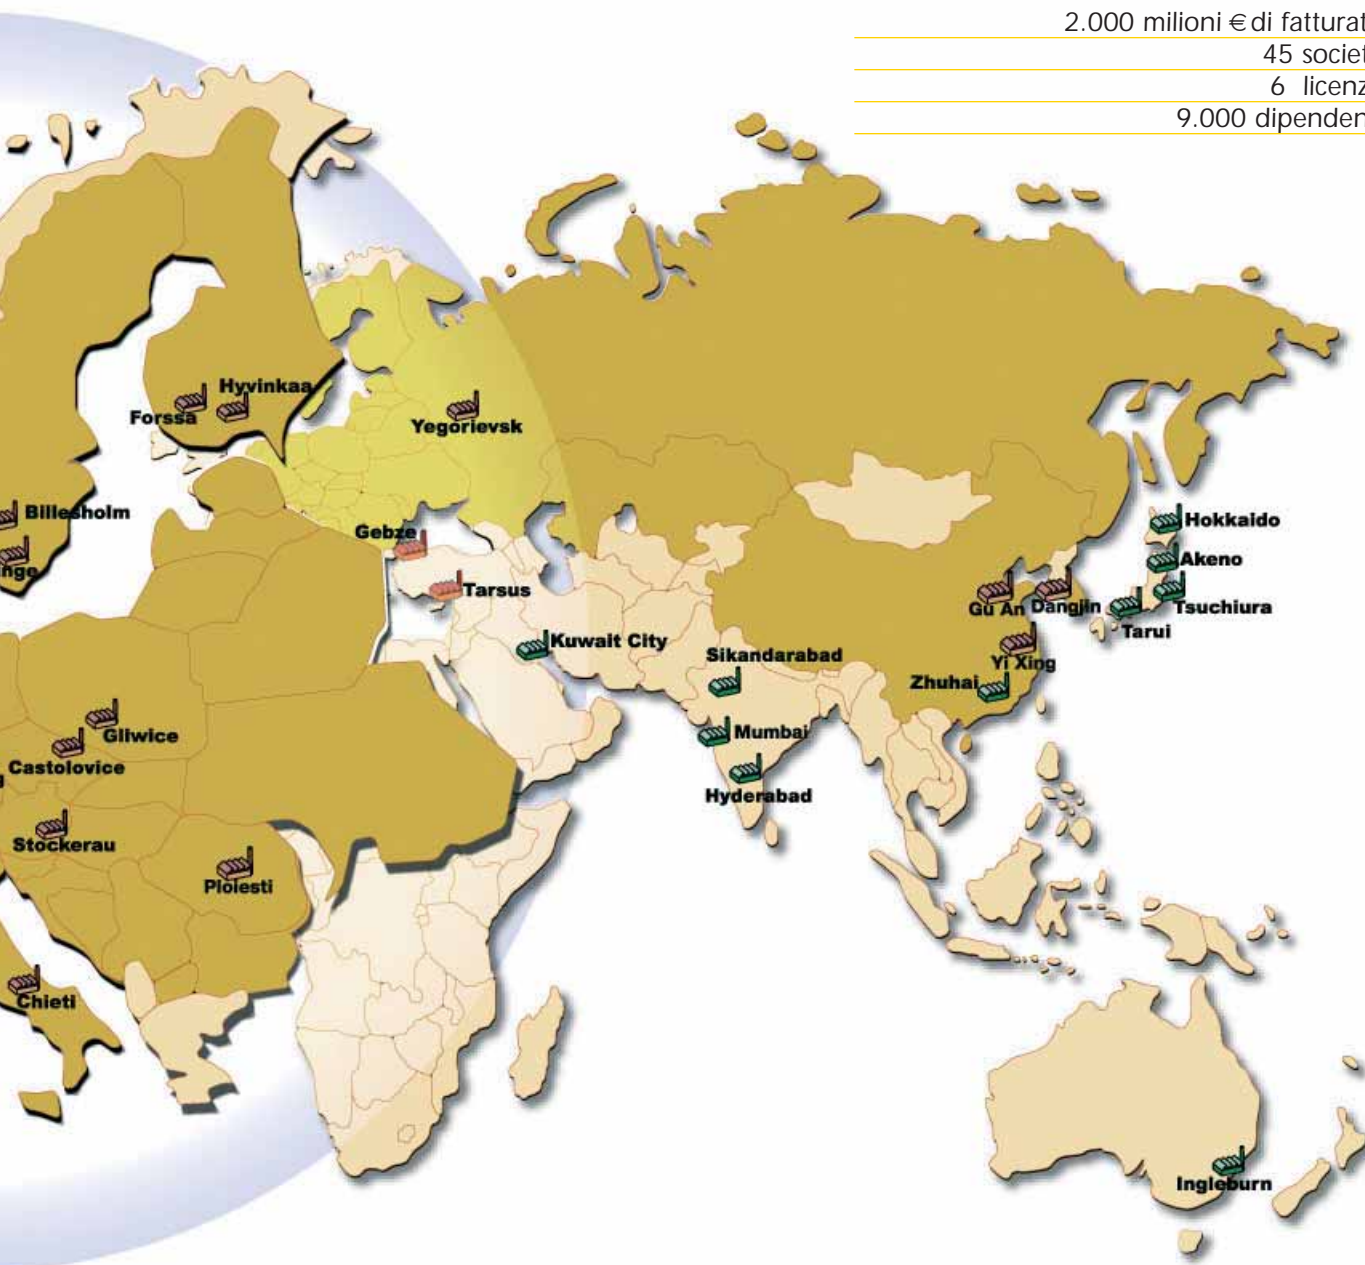 2.000 milioni € di fatturat
45 societ
6 licenz
9.000 dipenden
Hyvinkaa
Forssa
Yegorievsk
Billesholm
Gebze
nge
Tarsus
Hokkaido
Akeno
Gu An Dangjin
Tsuchiura
Tarui
Kuwait City
Sikandarabad
Yi Xing
Zhuhai
Gliwice
Mumbai
Castolovice
Hyderabad
Stockerau
Ploiesti
Chieti
Ingleburn